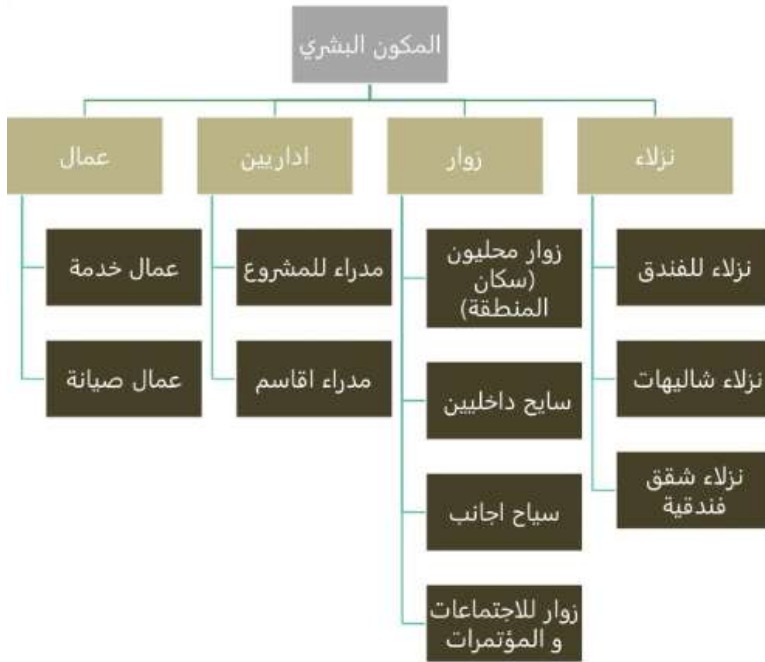 المكون البشري
نزلاء
زوار
اداريين
عمال
نزلاء للفندق
نزلاء شاليهات
نزلاء شقق
فندقية
زوار محليون
(سكان
المنطقة)
سايح داخليين
سياح اجانب
زوار للاجتماعات
و المؤتمرات
مدراء للمشروع
مدراء اقاسم
عمال خدمة
عمال صيانة